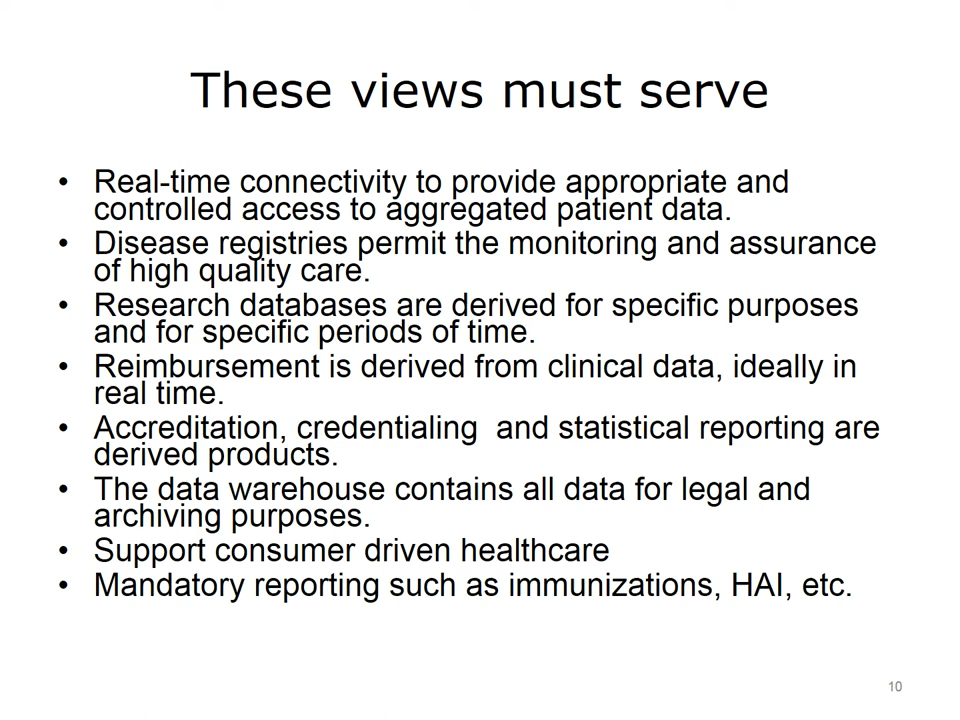 These views must serve
• Real-time connectivity to provide appropriate and
controlled access to aggregated patient data.
• Disease registries permit the monitoring and assurance
of high quality care.
• Research databases are derived for specific purposes
and for specific periods of time.
• Reimbursement is derived from clinical data, ideally in
real time.
• Accreditation, credentialing  and statistical reporting are
derived products.
• The data warehouse contains all data for legal and
archiving purposes.
• Support consumer driven healthcare
• Mandatory reporting such as immunizations, HAI, etc.
10